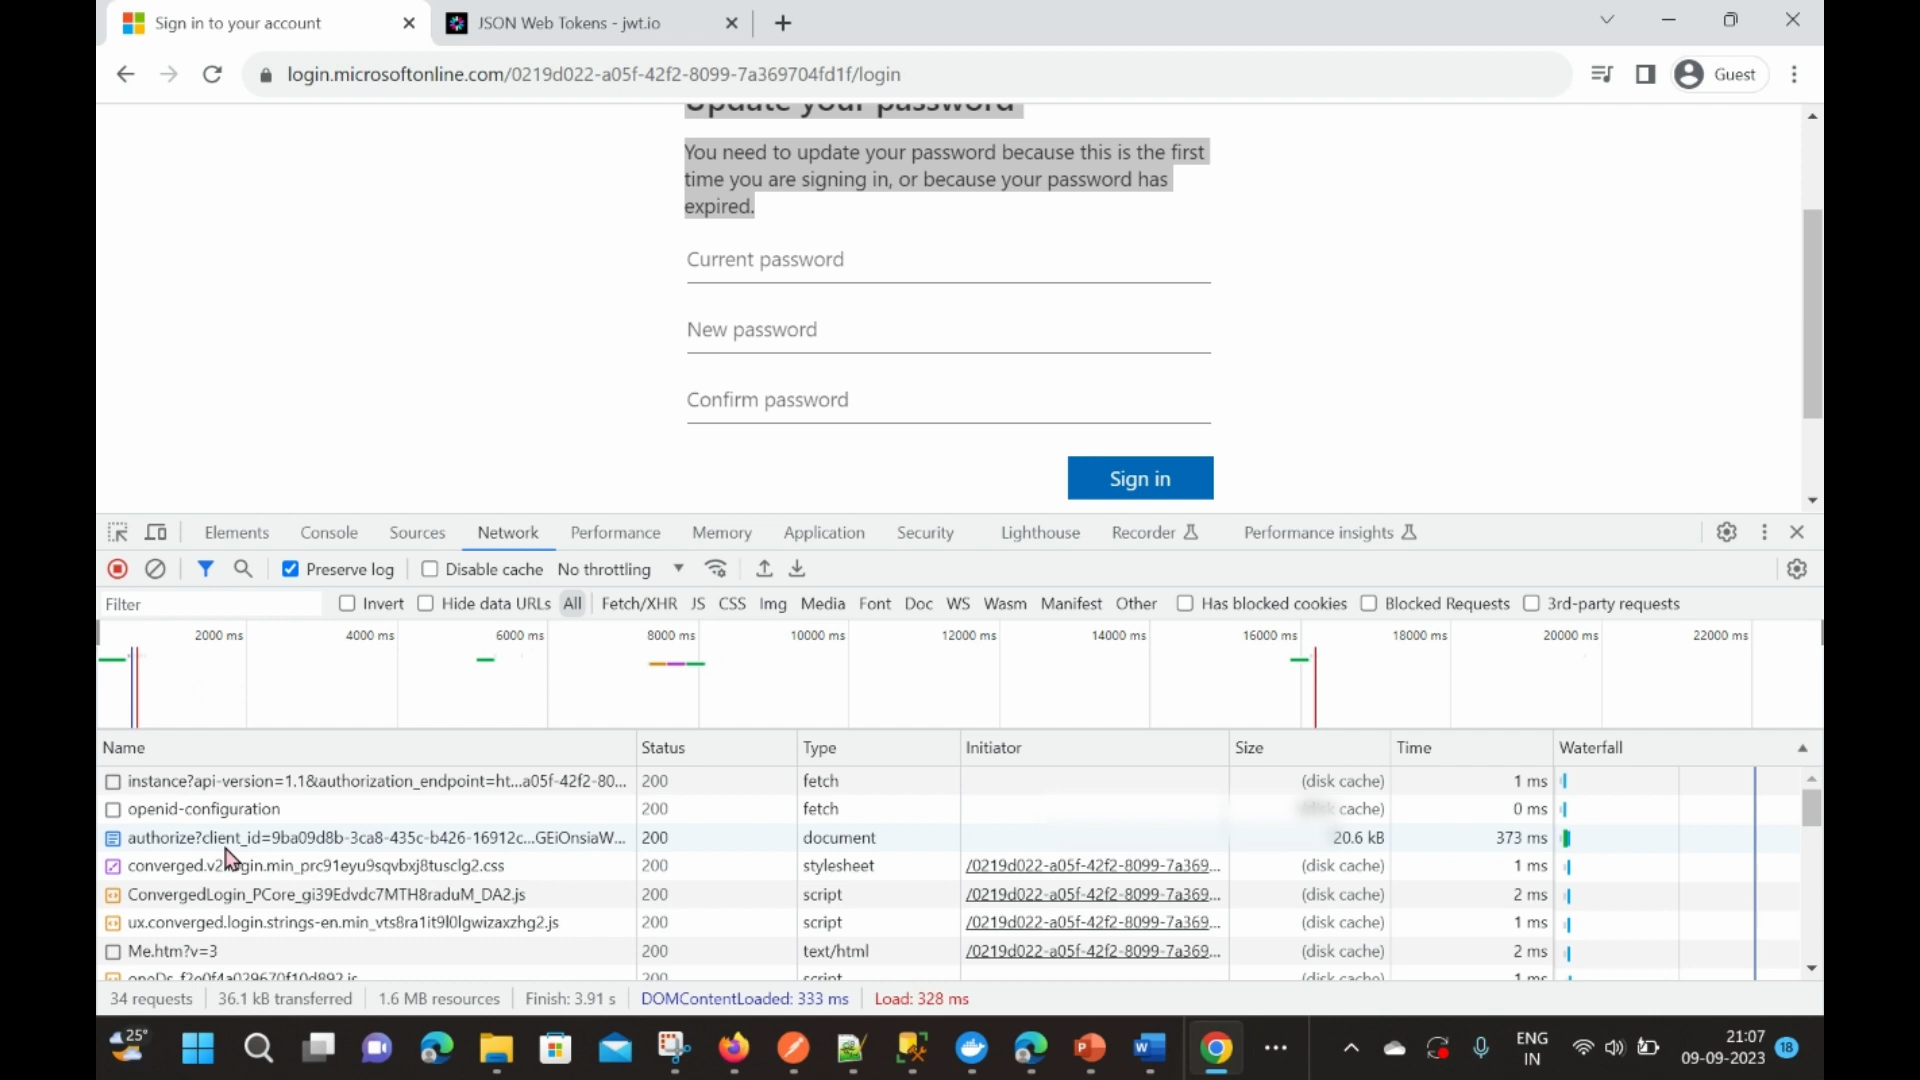 Sign in to your account
JSON Web Tokens - jwt.io
login.microsoftonline.com/0219d022-a05f-42f2-8099-7a369704fd1f/login
Guest
Update your password
You need to update your password because this is the first
time you are signing in, or because your password has
expired.
Current password
New password
Confirm password
Sign in
Elements Console Sources Network Performance Memory Application Security Lighthouse Recorder Performance insights
Preserve log Disable cache No throttling
Filter Invert Hide data URLs All Fetch/XHR JS CSS Img Media Font Doc WS Wasm Manifest Other Has blocked cookies Blocked Requests 3rd-party requests
2000 ms 4000 ms 6000 ms 8000 ms 10000 ms 12000 ms 14000 ms 16000 ms 18000 ms 20000 ms 22000 ms
Name Status Type Initiator Size Time Waterfall
instance?api-version=1.1&authorization_endpoint=ht...a05f-42f2-80... 200 fetch (disk cache) 1 ms
openid-configuration 200 fetch cache) 0 ms
authorize?client_id=9ba09d8b-3ca8-435c-b426-16912c...GEiOnsiaW... 200 document 20.6 kB 373 ms
200 stylesheet /0219d022-a05f-42f2-8099-7a369... (disk cache) 1 ms
ConvergedLogin_PCore_gi39Edvdc7MTH8raduM_DA2.js 200 script /0219d022-a05f-42f2-8099-7a369... (disk cache) 2 ms
ux.converged.login.strings-en.min_vts8ra1it9l0lgwizaxzhg2.js 200 script /0219d022-a05f-42f2-8099-7a369... (disk cache) 1 ms
Me.htm?v=3 200 text/html /0219d022-a05f-42f2-8099-7a369... (disk cache) 2 ms
34 requests 36.1 kB transferred 1.6 MB resources Finish: 3.91 s DOMContentLoaded: 333 ms Load: 328 ms
25°
ENG
IN
21:07
09-09-2023
18